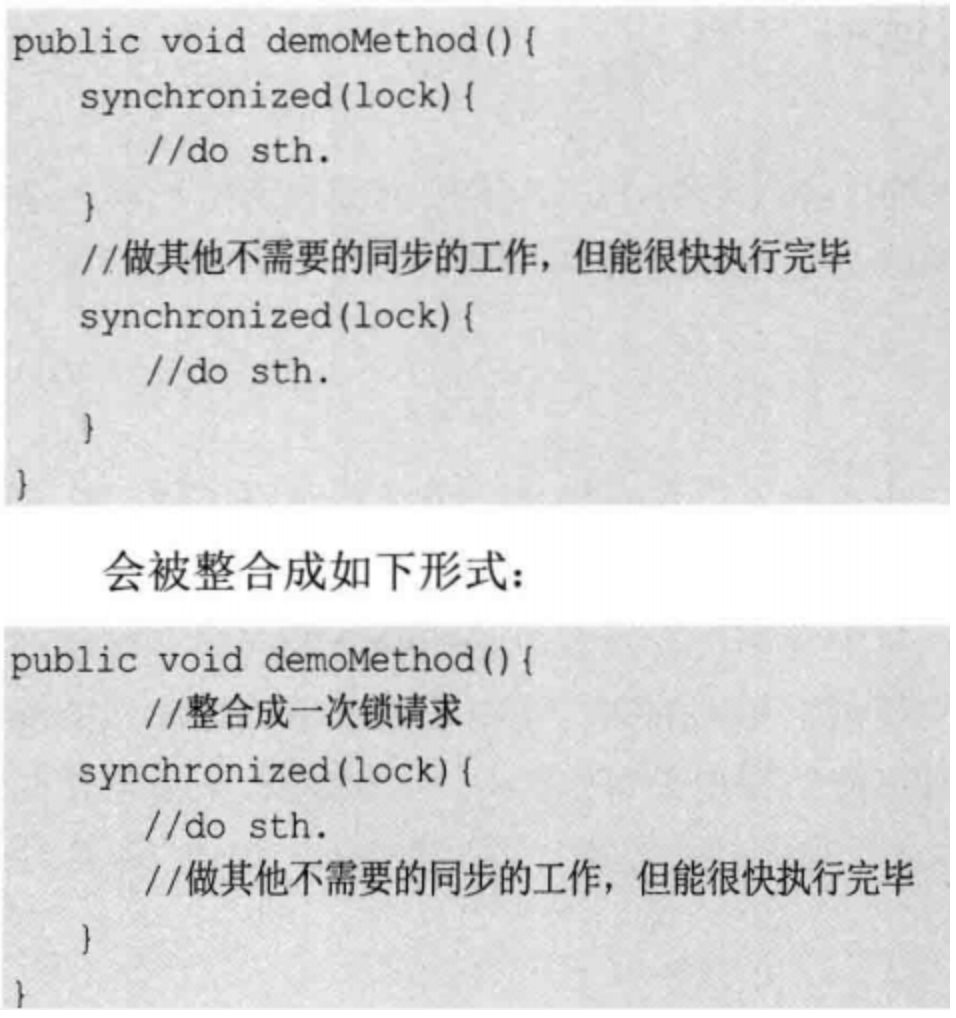 public void demoMethod(){
synchronized(lock){
//do sth.
}
//做其他不需要的同步的工作，但能很快执行完毕
synchronized(lock){
//do sth.
}
}
会被整合成如下形式：
public void demoMethod(){
//整合成一次锁请求
synchronized(lock){
//do sth.
//做其他不需要的同步的工作，但能很快执行完毕
}
}